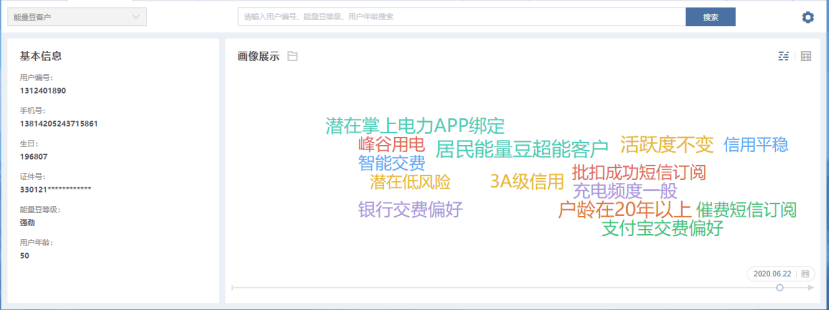 能量豆客户
请输入用户编号、能量豆等级、用户年龄搜索
搜索
基本信息
用户编号:
1312401890
手机号:
13814205243715861
生日:
196807
证件号:
330121************
能量豆等级:
强劲
用户年龄:
50
画像展示
潜在掌上电力APP绑定
峰谷用电
居民能量豆超能客户
活跃度不变
信用平稳
智能交费
批扣成功短信订阅
潜在低风险
3A级信用
充电频度一般
银行交费偏好
户龄在20年以上
催费短信订阅
支付宝交费偏好
2020.06.22